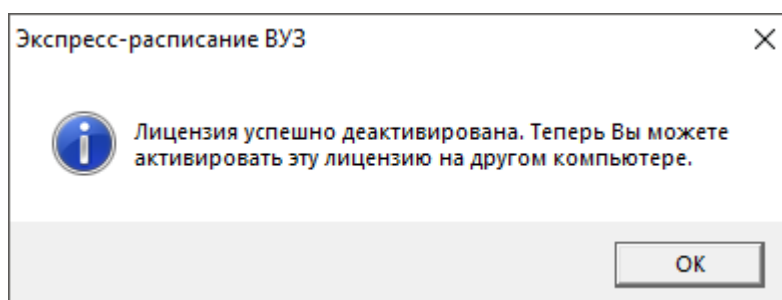 Экспресс-расписание ВУЗ
Лицензия успешно деактивирована. Теперь Вы можете
активировать эту лицензию на другом компьютере.
OK